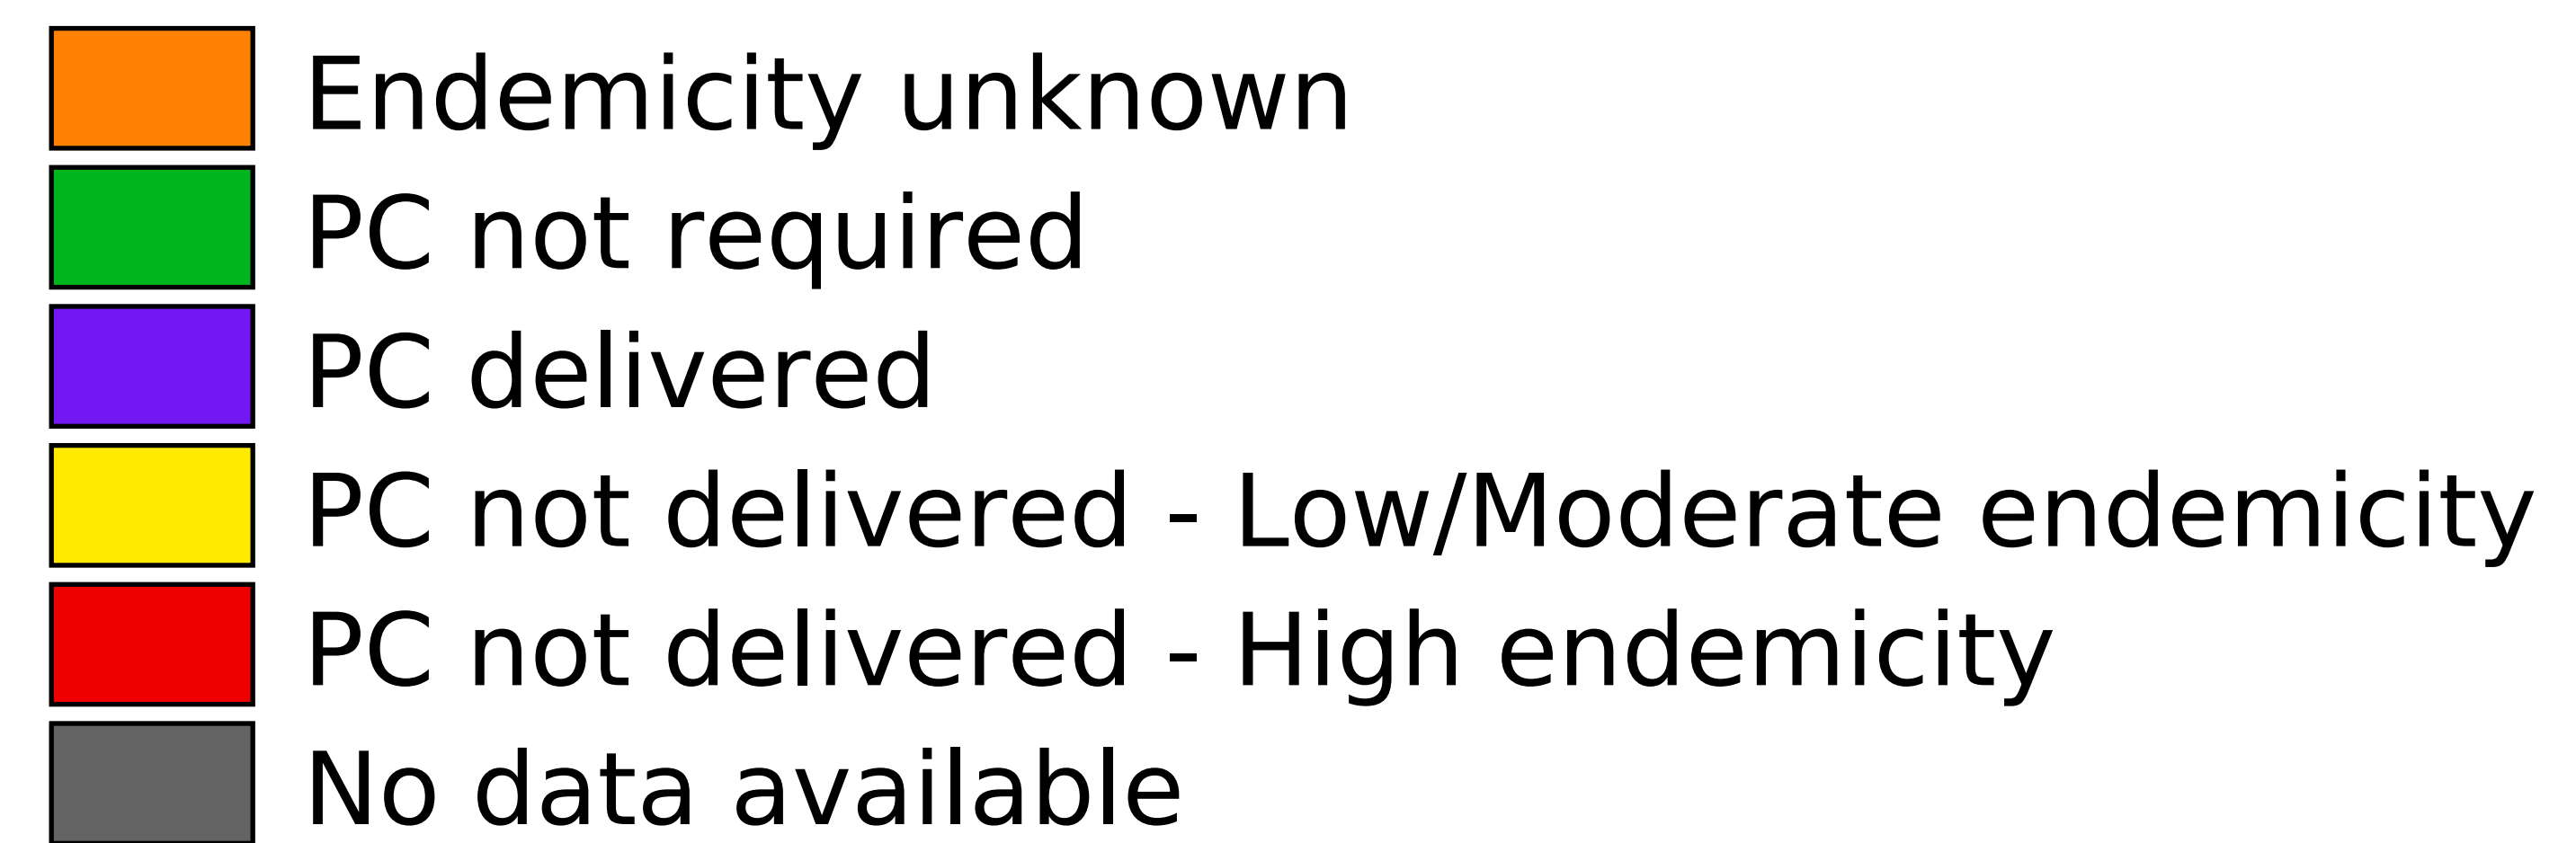 Endemicity unknown
PC not required
PC delivered
PC not delivered - Low/Moderate endemicity
PC not delivered - High endemicity
No data available